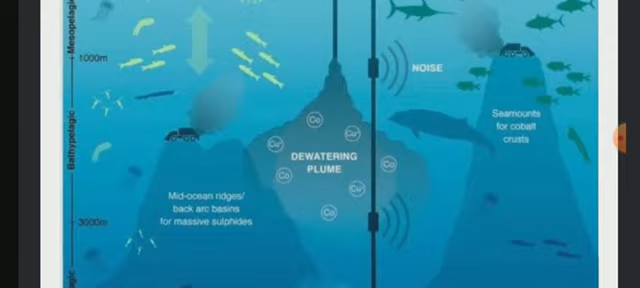 Mesopelagic
1000m
NOISE
Co
Cu
Cu
Seamounts
for cobalt
crusts
Bathypelagic
DEWATERING
PLUME
Co
Co
Cu
Mid-ocean ridges/
back arc basins
for massive sulphides
Co
3000m